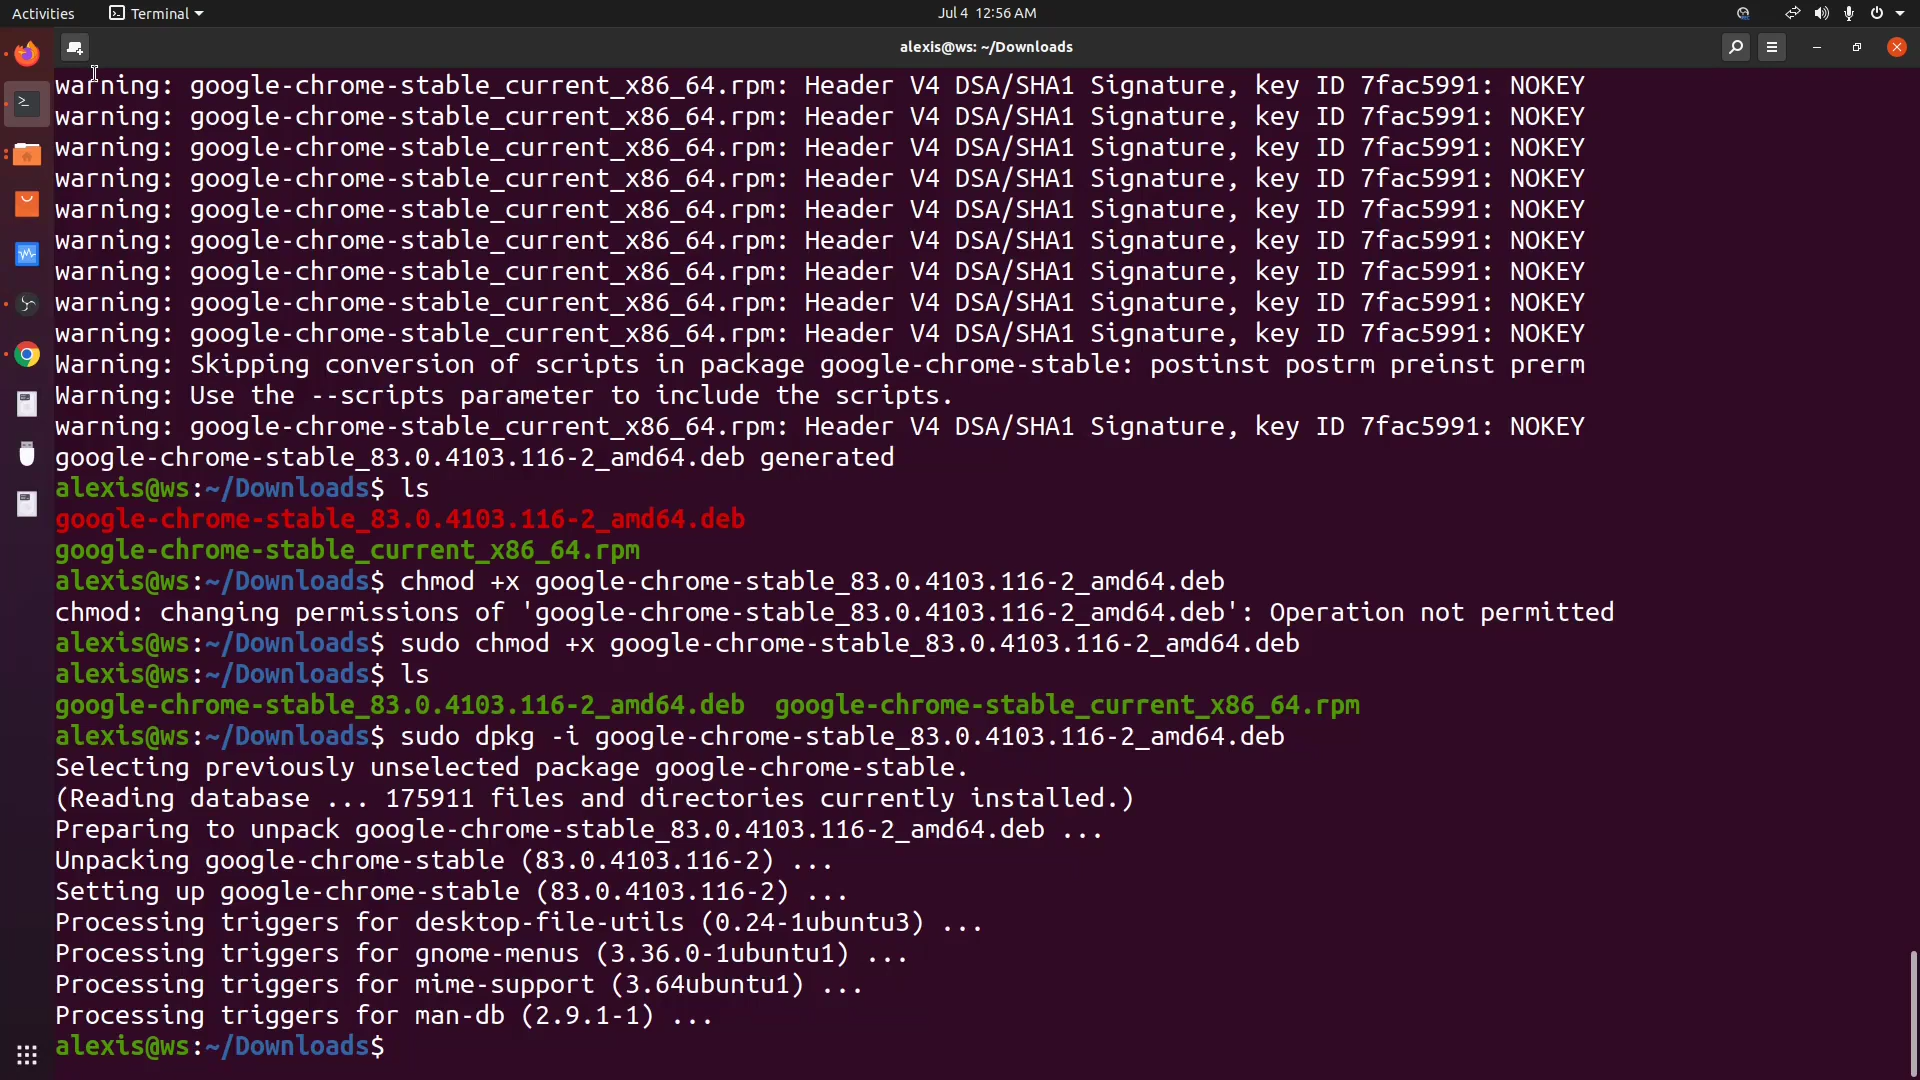 Activities Terminal Jul 4 12:56 AM
alexis@ws: ~/Downloads
warning: google-chrome-stable_current_x86_64.rpm: Header V4 DSA/SHA1 Signature, key ID 7fac5991: NOKEY
warning: google-chrome-stable_current_x86_64.rpm: Header V4 DSA/SHA1 Signature, key ID 7fac5991: NOKEY
warning: google-chrome-stable_current_x86_64.rpm: Header V4 DSA/SHA1 Signature, key ID 7fac5991: NOKEY
warning: google-chrome-stable_current_x86_64.rpm: Header V4 DSA/SHA1 Signature, key ID 7fac5991: NOKEY
warning: google-chrome-stable_current_x86_64.rpm: Header V4 DSA/SHA1 Signature, key ID 7fac5991: NOKEY
warning: google-chrome-stable_current_x86_64.rpm: Header V4 DSA/SHA1 Signature, key ID 7fac5991: NOKEY
warning: google-chrome-stable_current_x86_64.rpm: Header V4 DSA/SHA1 Signature, key ID 7fac5991: NOKEY
warning: google-chrome-stable_current_x86_64.rpm: Header V4 DSA/SHA1 Signature, key ID 7fac5991: NOKEY
warning: google-chrome-stable_current_x86_64.rpm: Header V4 DSA/SHA1 Signature, key ID 7fac5991: NOKEY
Warning: Skipping conversion of scripts in package google-chrome-stable: postinst postrm preinst prerm
Warning: Use the --scripts parameter to include the scripts.
warning: google-chrome-stable_current_x86_64.rpm: Header V4 DSA/SHA1 Signature, key ID 7fac5991: NOKEY
google-chrome-stable_83.0.4103.116-2_amd64.deb generated
alexis@ws:~/Downloads$ ls
google-chrome-stable_83.0.4103.116-2_amd64.deb
google-chrome-stable_current_x86_64.rpm
alexis@ws:~/Downloads$ chmod +x google-chrome-stable_83.0.4103.116-2_amd64.deb
chmod: changing permissions of 'google-chrome-stable_83.0.4103.116-2_amd64.deb': Operation not permitted
alexis@ws:~/Downloads$ sudo chmod +x google-chrome-stable_83.0.4103.116-2_amd64.deb
alexis@ws:~/Downloads$ ls
google-chrome-stable_83.0.4103.116-2_amd64.deb google-chrome-stable_current_x86_64.rpm
alexis@ws:~/Downloads$ sudo dpkg -i google-chrome-stable_83.0.4103.116-2_amd64.deb
Selecting previously unselected package google-chrome-stable.
(Reading database ... 175911 files and directories currently installed.)
Preparing to unpack google-chrome-stable_83.0.4103.116-2_amd64.deb ...
Unpacking google-chrome-stable (83.0.4103.116-2) ...
Setting up google-chrome-stable (83.0.4103.116-2) ...
Processing triggers for desktop-file-utils (0.24-1ubuntu3) ...
Processing triggers for gnome-menus (3.36.0-1ubuntu1) ...
Processing triggers for mime-support (3.64ubuntu1) ...
Processing triggers for man-db (2.9.1-1) ...
alexis@ws:~/Downloads$